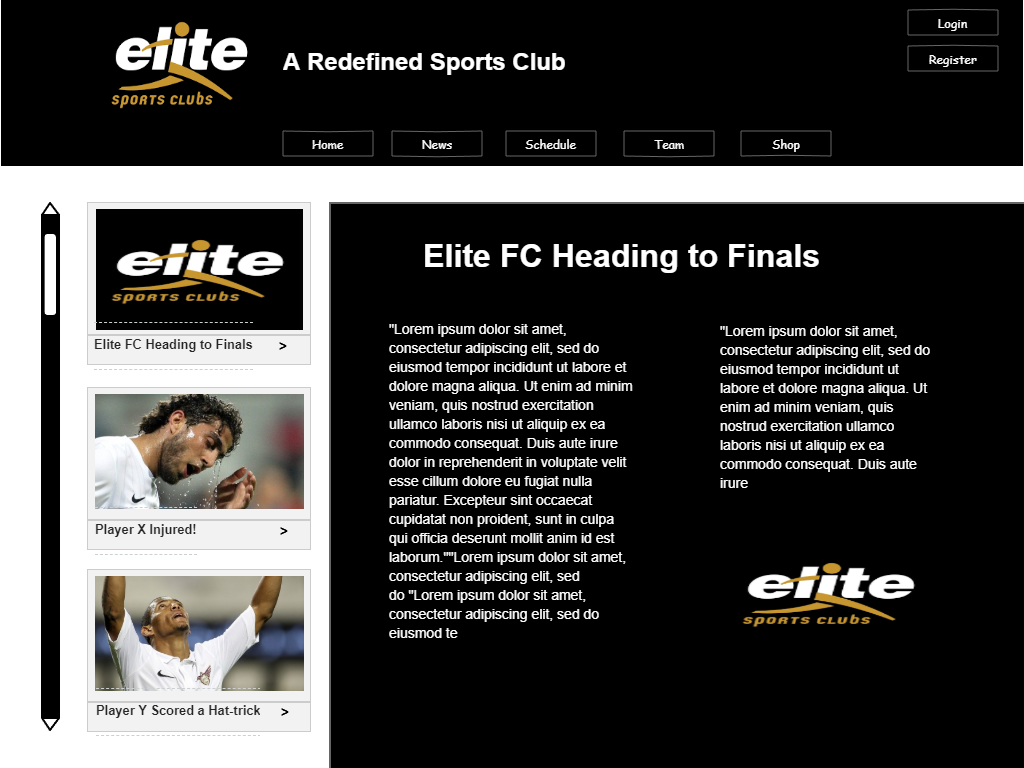 elite
SPORTS CLUBS
A Redefined Sports Club
Login
Register
Home
News
Schedule
Team
Shop
elite
SPORTS CLUBS
Elite FC Heading to Finals >
Player X Injured! >
Player Y Scored a Hat-trick >
Elite FC Heading to Finals
"Lorem ipsum dolor sit amet,
consectetur adipiscing elit, sed do
eiusmod tempor incididunt ut labore et
dolore magna aliqua. Ut enim ad minim
veniam, quis nostrud exercitation
ullamco laboris nisi ut aliquip ex ea
commodo consequat. Duis aute irure
dolor in reprehenderit in voluptate velit
esse cillum dolore eu fugiat nulla
pariatur. Excepteur sint occaecat
cupidatat non proident, sunt in culpa
qui officia deserunt mollit anim id est
laborum.""Lorem ipsum dolor sit amet,
consectetur adipiscing elit, sed
do "Lorem ipsum dolor sit amet,
consectetur adipiscing elit, sed do
eiusmod te
"Lorem ipsum dolor sit amet,
consectetur adipiscing elit, sed do
eiusmod tempor incididunt ut
labore et dolore magna aliqua. Ut
enim ad minim veniam, quis
nostrud exercitation ullamco
laboris nisi ut aliquip ex ea
commodo consequat. Duis aute
irure
elite
SPORTS CLUBS